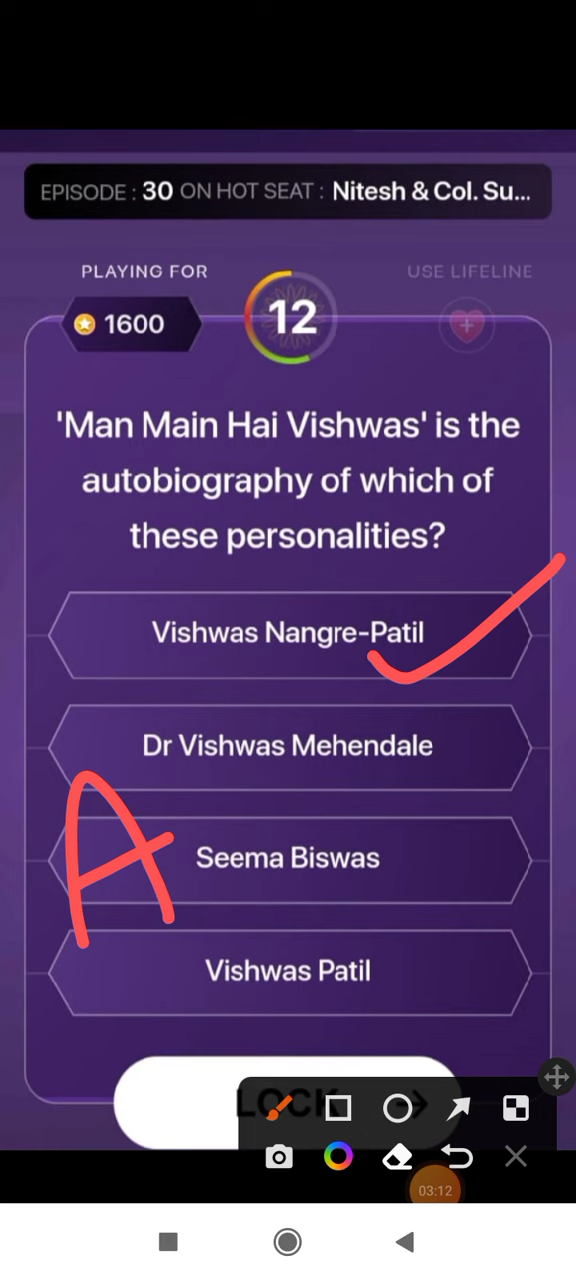 EPISODE : 30 ON HOT SEAT : Nitesh & Col. Su...
PLAYING FOR
USE LIFELINE
1600
12
'Man Main Hai Vishwas' is the
autobiography of which of
these personalities?
Vishwas Nangre-Patil
Dr Vishwas Mehendale
A
Seema Biswas
Vishwas Patil
LOCK
03:12